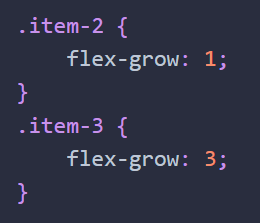 .item-2 {
    flex-grow: 1;
}
.item-3 {
    flex-grow: 3;
}